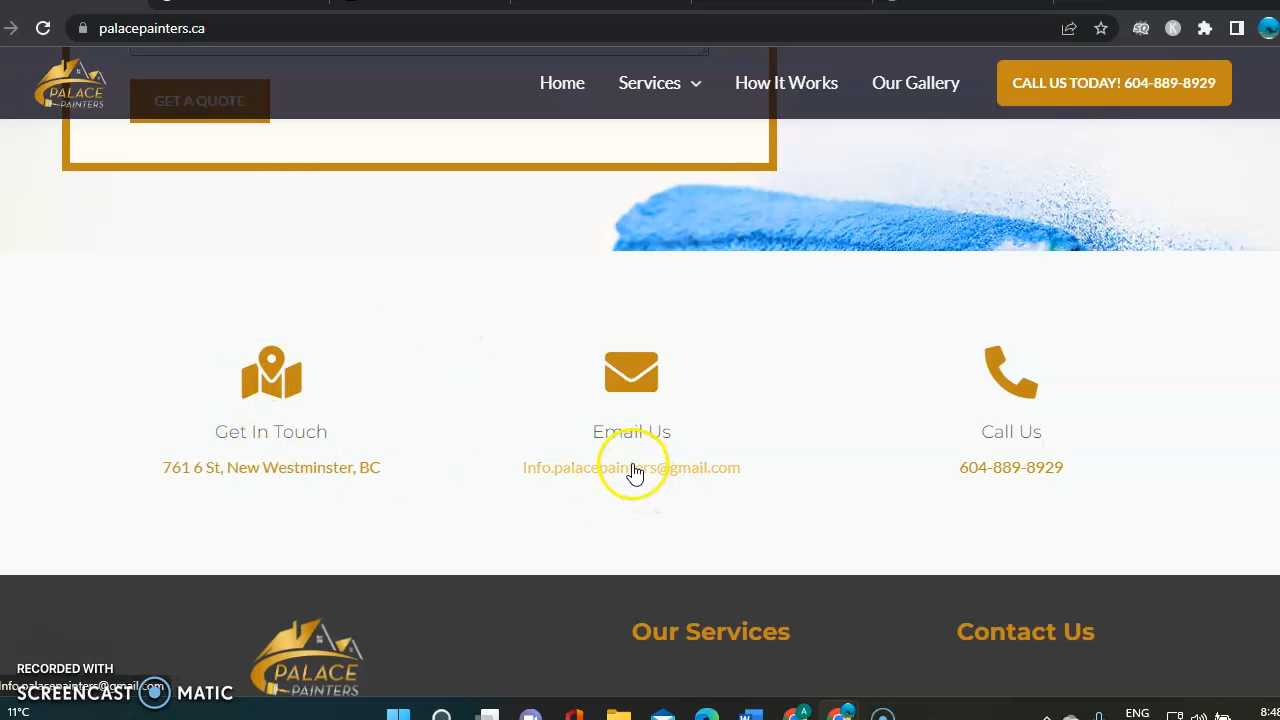 palacepainters.ca
K
PALACE
PAINTERS
Home
Services
How It Works
Our Gallery
CALL US TODAY! 604-889-8929
GET A QUOTE
Get In Touch
Email Us
Call Us
761 6 St, New Westminster, BC
Info.palacepainters@gmail.com
604-889-8929
PALACE
PAINTERS
Our Services
Contact Us
RECORDED WITH
Info.palacepainters@gmail.com
SCREENCAST MATIC
11°C
ENG
8:48